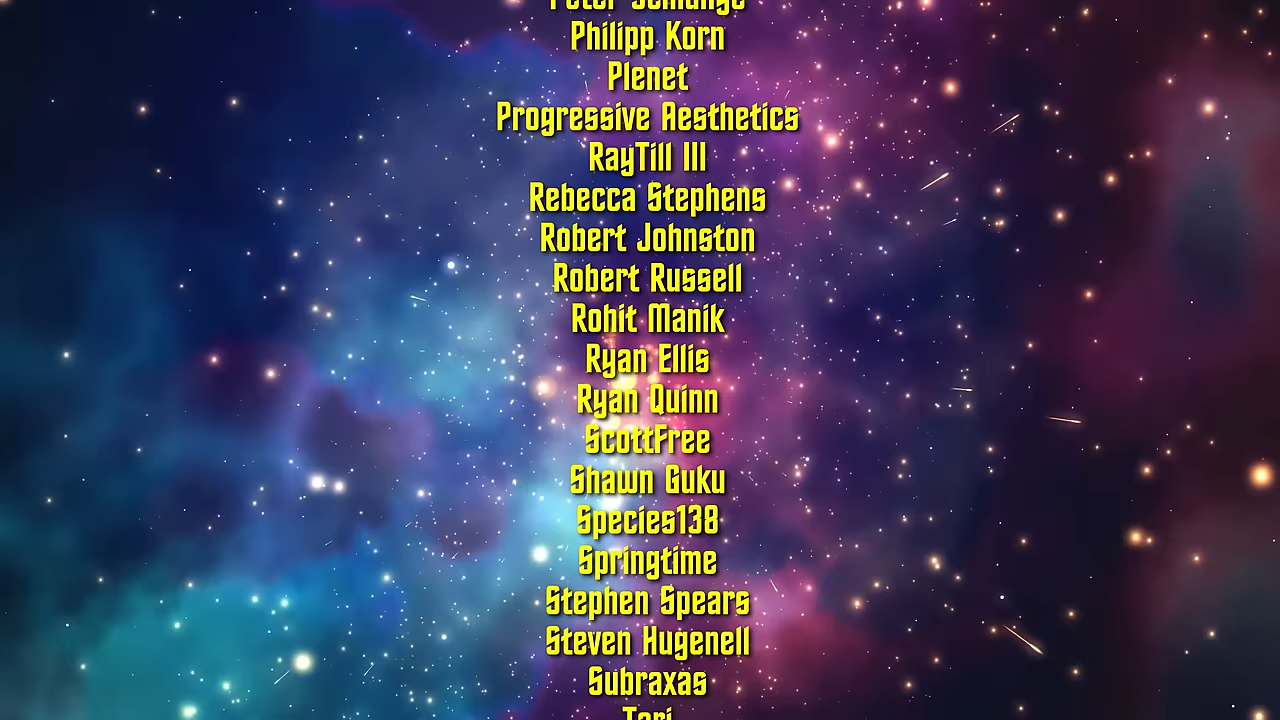 Philipp Korn
Plenet
Progressive Aesthetics
RayTill III
Rebecca Stephens
Robert Johnston
Robert Russell
Rohit Manik
Ryan Ellis
Ryan Quinn
ScottFree
Shawn Guku
Species138
Springtime
Stephen Spears
Steven Hugenell
Subraxas